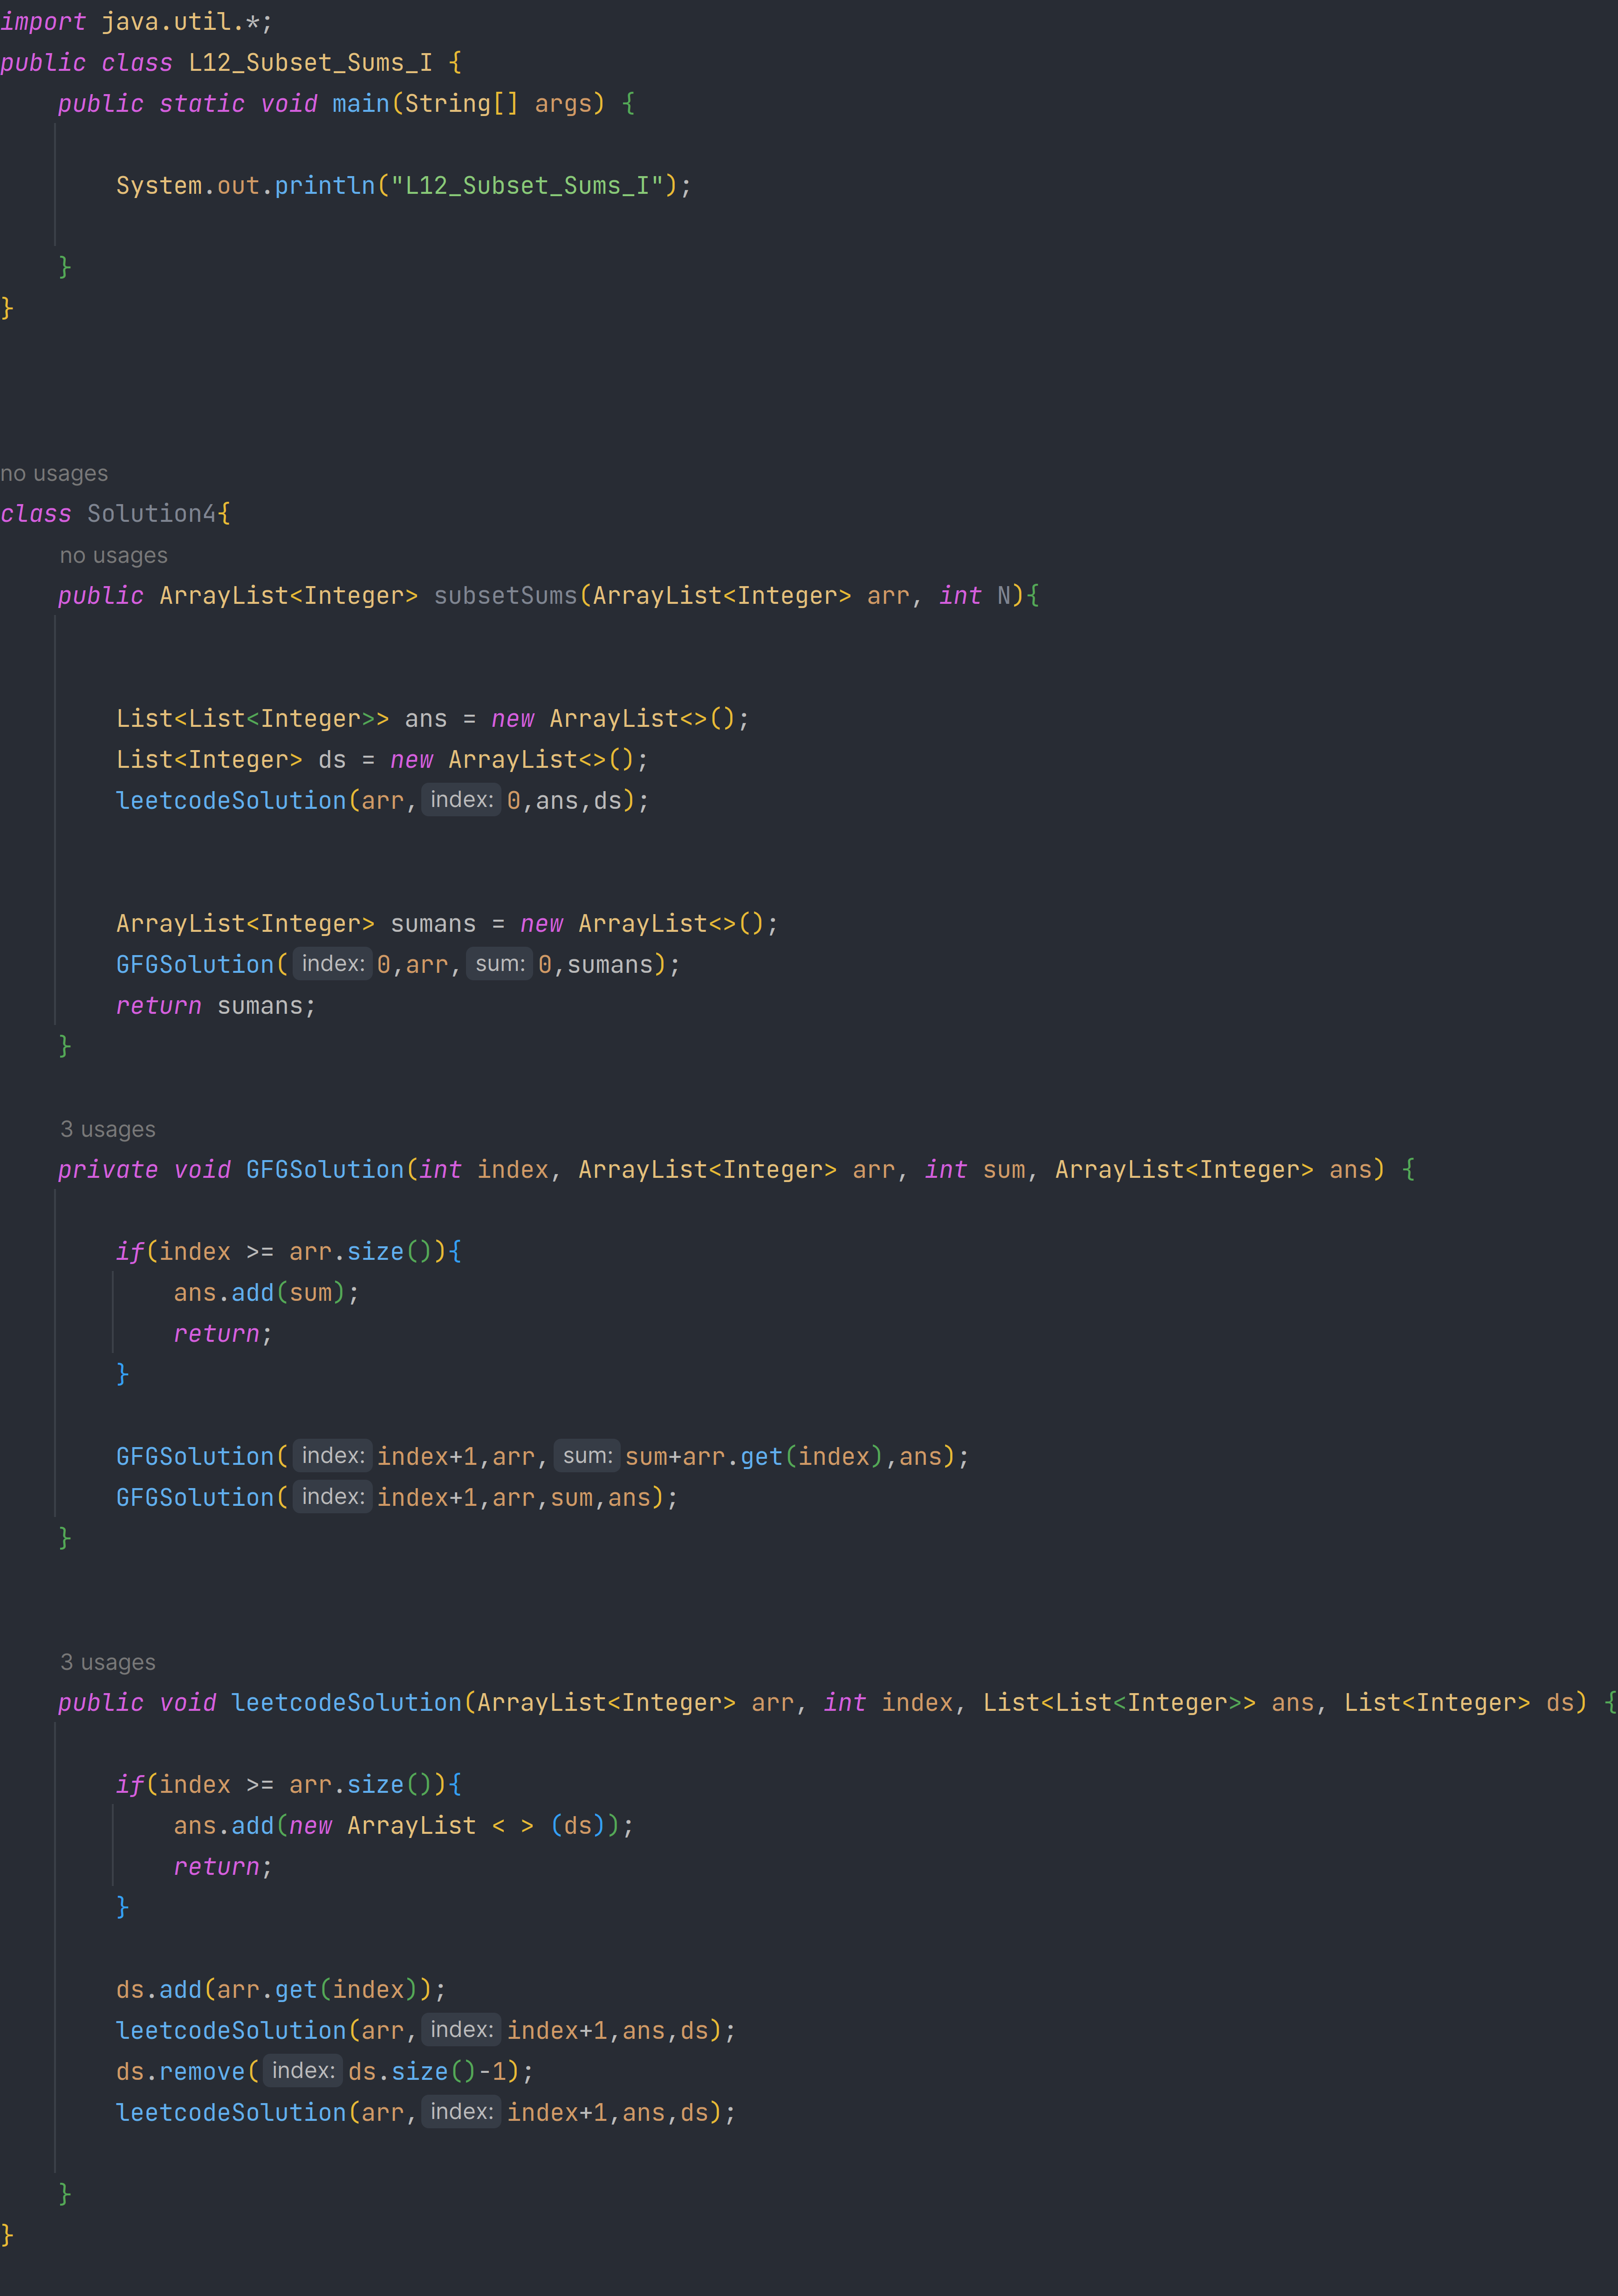 import java.util.*;
public class L12_Subset_Sums_I {
    public static void main(String[] args) {
        System.out.println("L12_Subset_Sums_I");
    }
}
no usages
class Solution4{
    no usages
    public ArrayList<Integer> subsetSums(ArrayList<Integer> arr, int N){
        List<List<Integer>> ans = new ArrayList<>();
        List<Integer> ds = new ArrayList<>();
        leetcodeSolution(arr, index: 0,ans,ds);
        ArrayList<Integer> sumans = new ArrayList<>();
        GFGSolution( index: 0,arr, sum: 0,sumans);
        return sumans;
    }
    3 usages
    private void GFGSolution(int index, ArrayList<Integer> arr, int sum, ArrayList<Integer> ans) {
        if(index >= arr.size()){
            ans.add(sum);
            return;
        }
        GFGSolution( index: index+1,arr, sum: sum+arr.get(index),ans);
        GFGSolution( index: index+1,arr,sum,ans);
    }
    3 usages
    public void leetcodeSolution(ArrayList<Integer> arr, int index, List<List<Integer>> ans, List<Integer> ds) {
        if(index >= arr.size()){
            ans.add(new ArrayList < > (ds));
            return;
        }
        ds.add(arr.get(index));
        leetcodeSolution(arr, index: index+1,ans,ds);
        ds.remove( index: ds.size()-1);
        leetcodeSolution(arr, index: index+1,ans,ds);
    }
}